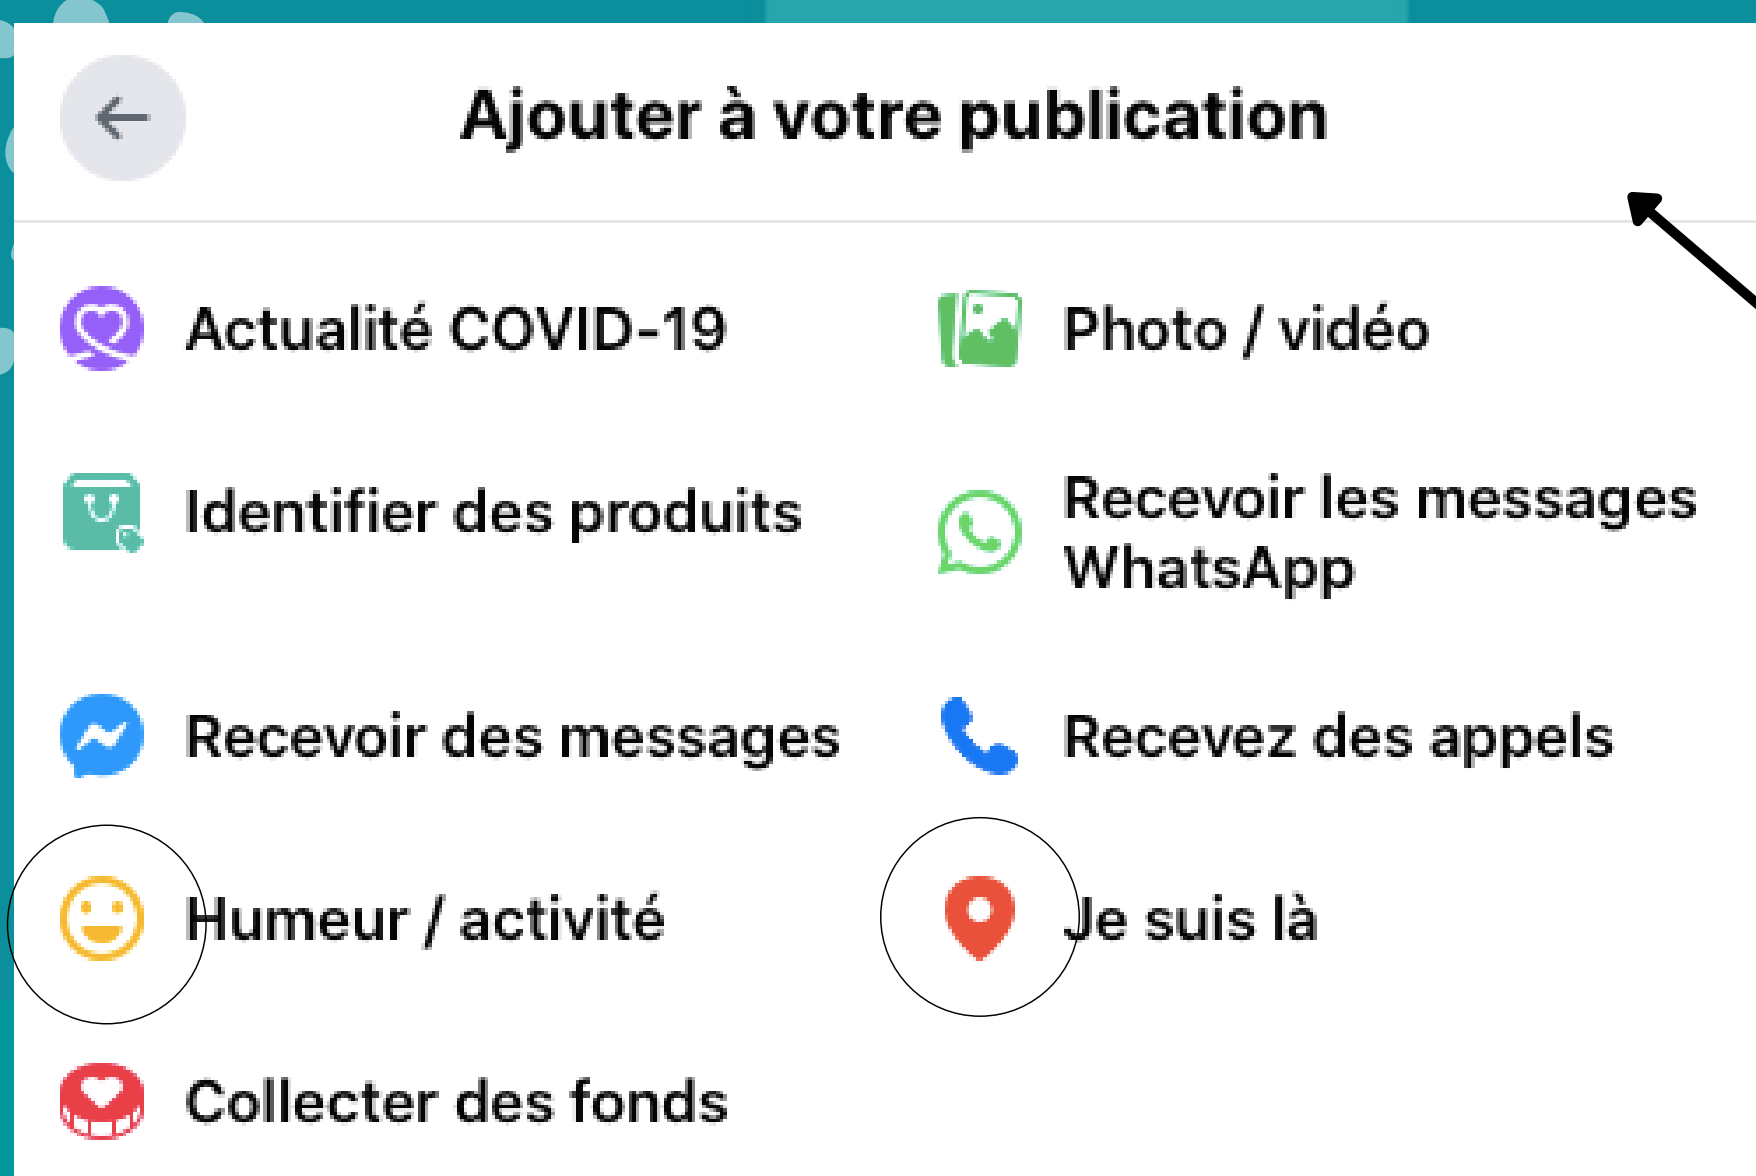 Ajouter à votre publication
Actualité COVID-19
Photo / vidéo
Identifier des produits
Recevoir les messages
WhatsApp
Recevoir des messages
Recevez des appels
Humeur / activité
Je suis là
Collecter des fonds